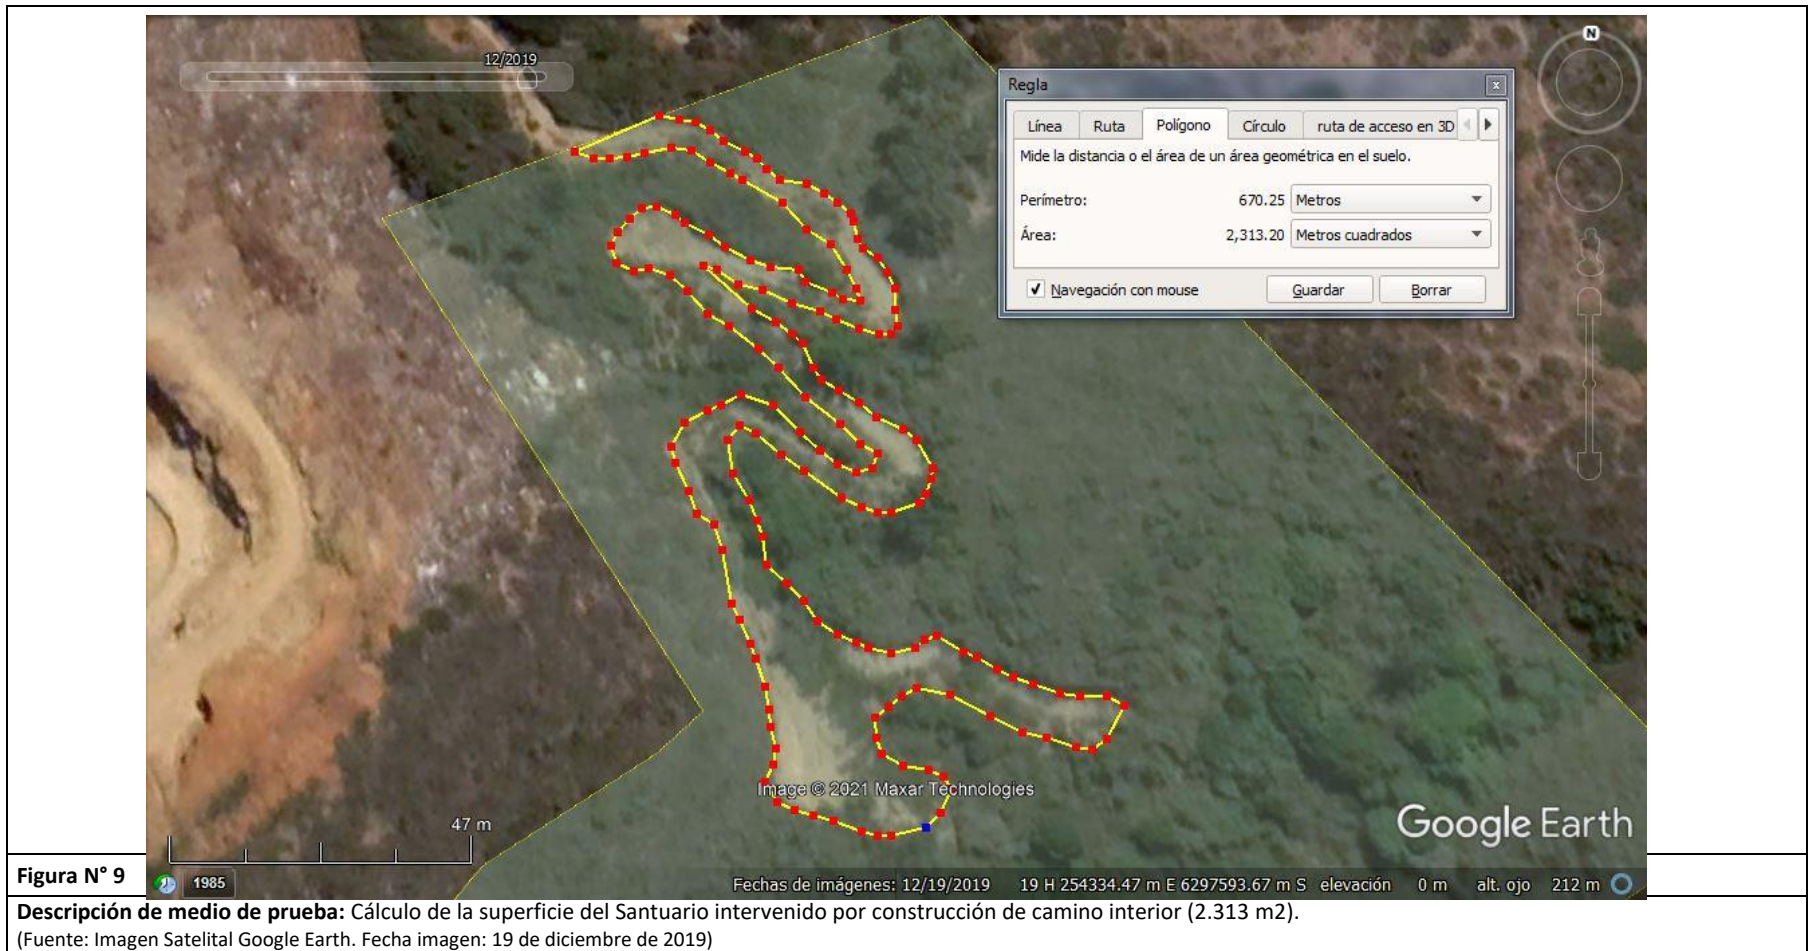 12/2019
N
Regla
Línea Ruta Polígono Círculo ruta de acceso en 3D
Mide la distancia o el área de un área geométrica en el suelo.
Perímetro: 670.25 Metros
Área: 2,313.20 Metros cuadrados
Navegación con mouse Guardar Borrar
Image © 2021 Maxar Technologies
47 m
Google Earth
1985
Fechas de imágenes: 12/19/2019 19 H 254334.47 m E 6297593.67 m S elevación 0 m alt. ojo 212 m
Figura N° 9
Descripción de medio de prueba: Cálculo de la superficie del Santuario intervenido por construcción de camino interior (2.313 m2).
(Fuente: Imagen Satelital Google Earth. Fecha imagen: 19 de diciembre de 2019)